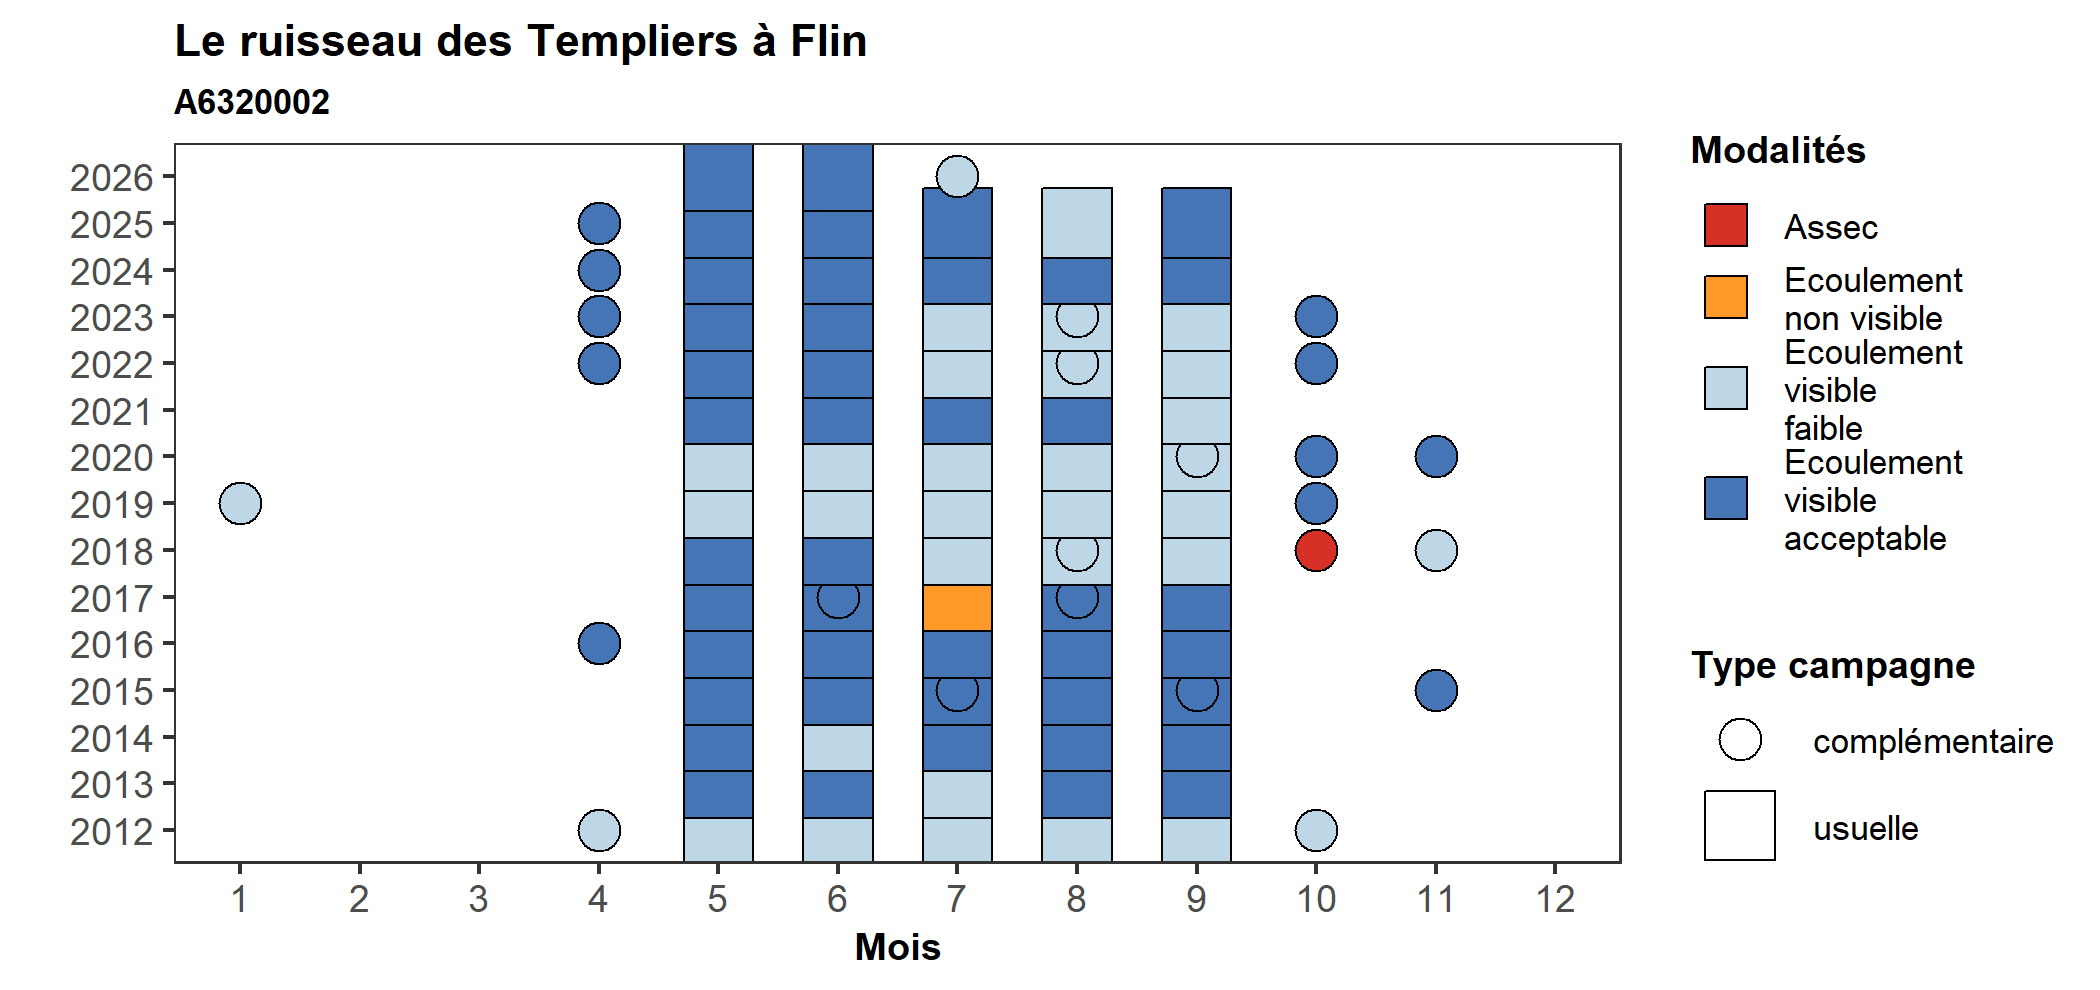 Le ruisseau des Templiers à Flin
A6320002
2026
2025
2024
2023
2022
2021
2020
2019
2018
2017
2016
2015
2014
2013
2012
1 2 3 4 5 6 7 8 9 10 11 12
Mois
Modalités
Assec
Ecoulement
non visible
Ecoulement
visible
faible
Ecoulement
visible
acceptable
Type campagne
complémentaire
usuelle